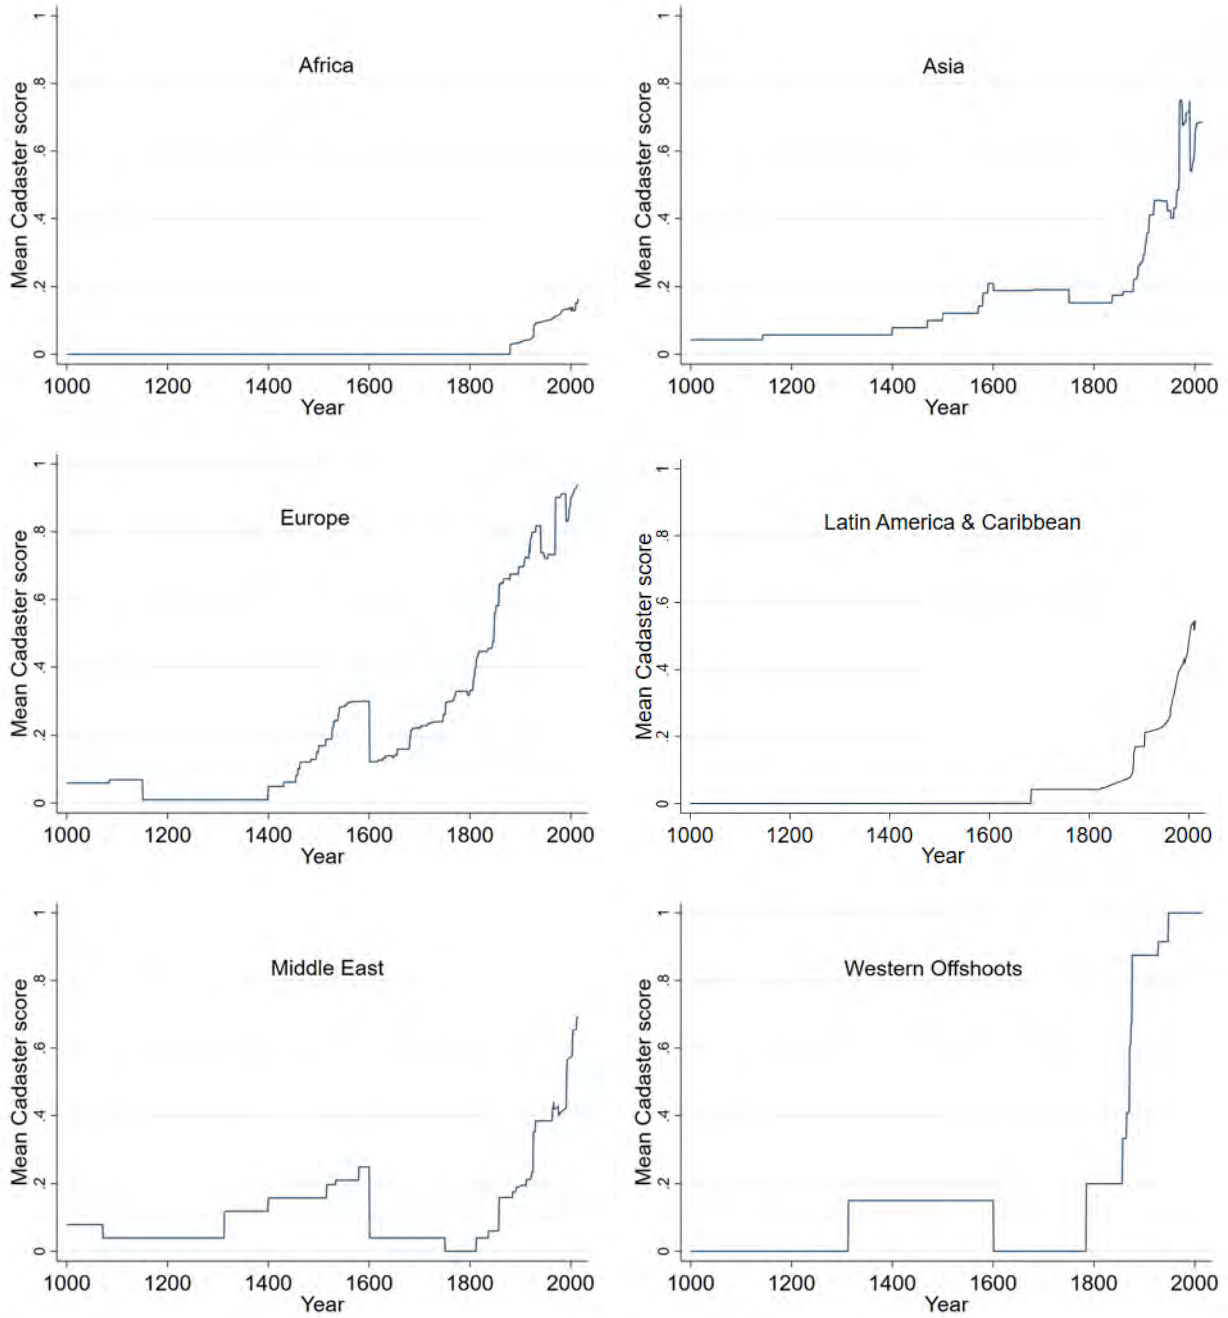 Africa
Mean Cadaster score
0 .2 .4 .6 .8 1
1000 1200 1400 1600 1800 2000
Year
Asia
Mean Cadaster score
0 .2 .4 .6 .8 1
1000 1200 1400 1600 1800 2000
Year
Europe
Mean Cadaster score
0 .2 .4 .6 .8 1
1000 1200 1400 1600 1800 2000
Year
Latin America & Caribbean
Mean Cadaster score
0 .2 .4 .6 .8 1
1000 1200 1400 1600 1800 2000
Year
Middle East
Mean Cadaster score
0 .2 .4 .6 .8 1
1000 1200 1400 1600 1800 2000
Year
Western Offshoots
Mean Cadaster score
0 .2 .4 .6 .8 1
1000 1200 1400 1600 1800 2000
Year